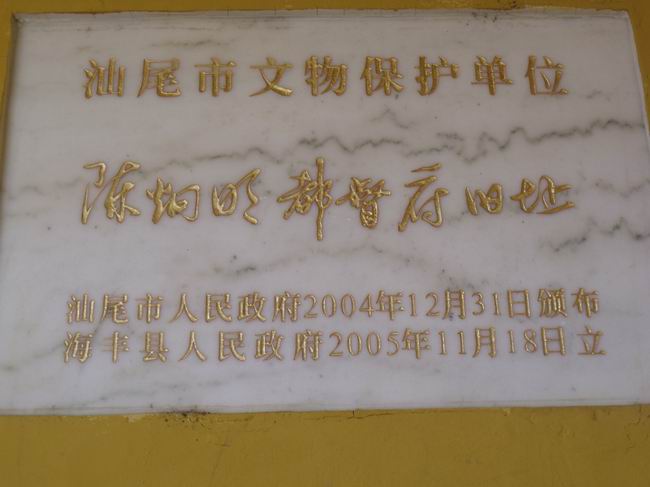 汕尾市文物保护单位
陈炯明都督府旧址
汕尾市人民政府2004年12月31日颁布
海丰县人民政府2005年11月18日立